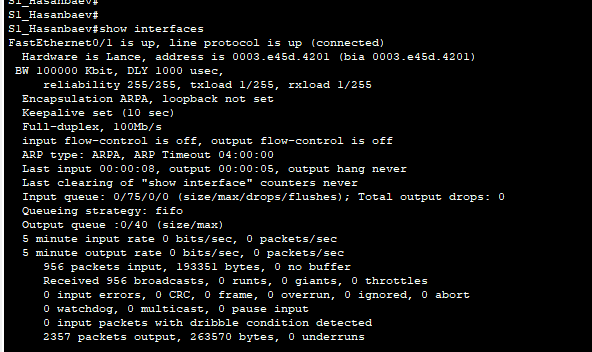 S1_Hasanbaev#
S1_Hasanbaev#
S1_Hasanbaev#show interfaces
FastEthernet0/1 is up, line protocol is up (connected)
Hardware is Lance, address is 0003.e45d.4201 (bia 0003.e45d.4201)
BW 100000 Kbit, DLY 1000 usec,
reliability 255/255, txload 1/255, rxload 1/255
Encapsulation ARPA, loopback not set
Keepalive set (10 sec)
Full-duplex, 100Mb/s
input flow-control is off, output flow-control is off
ARP type: ARPA, ARP Timeout 04:00:00
Last input 00:00:08, output 00:00:05, output hang never
Last clearing of "show interface" counters never
Input queue: 0/75/0/0 (size/max/drops/flushes); Total output drops: 0
Queueing strategy: fifo
Output queue :0/40 (size/max)
5 minute input rate 0 bits/sec, 0 packets/sec
5 minute output rate 0 bits/sec, 0 packets/sec
956 packets input, 193351 bytes, 0 no buffer
Received 956 broadcasts, 0 runts, 0 giants, 0 throttles
0 input errors, 0 CRC, 0 frame, 0 overrun, 0 ignored, 0 abort
0 watchdog, 0 multicast, 0 pause input
0 input packets with dribble condition detected
2357 packets output, 263570 bytes, 0 underruns